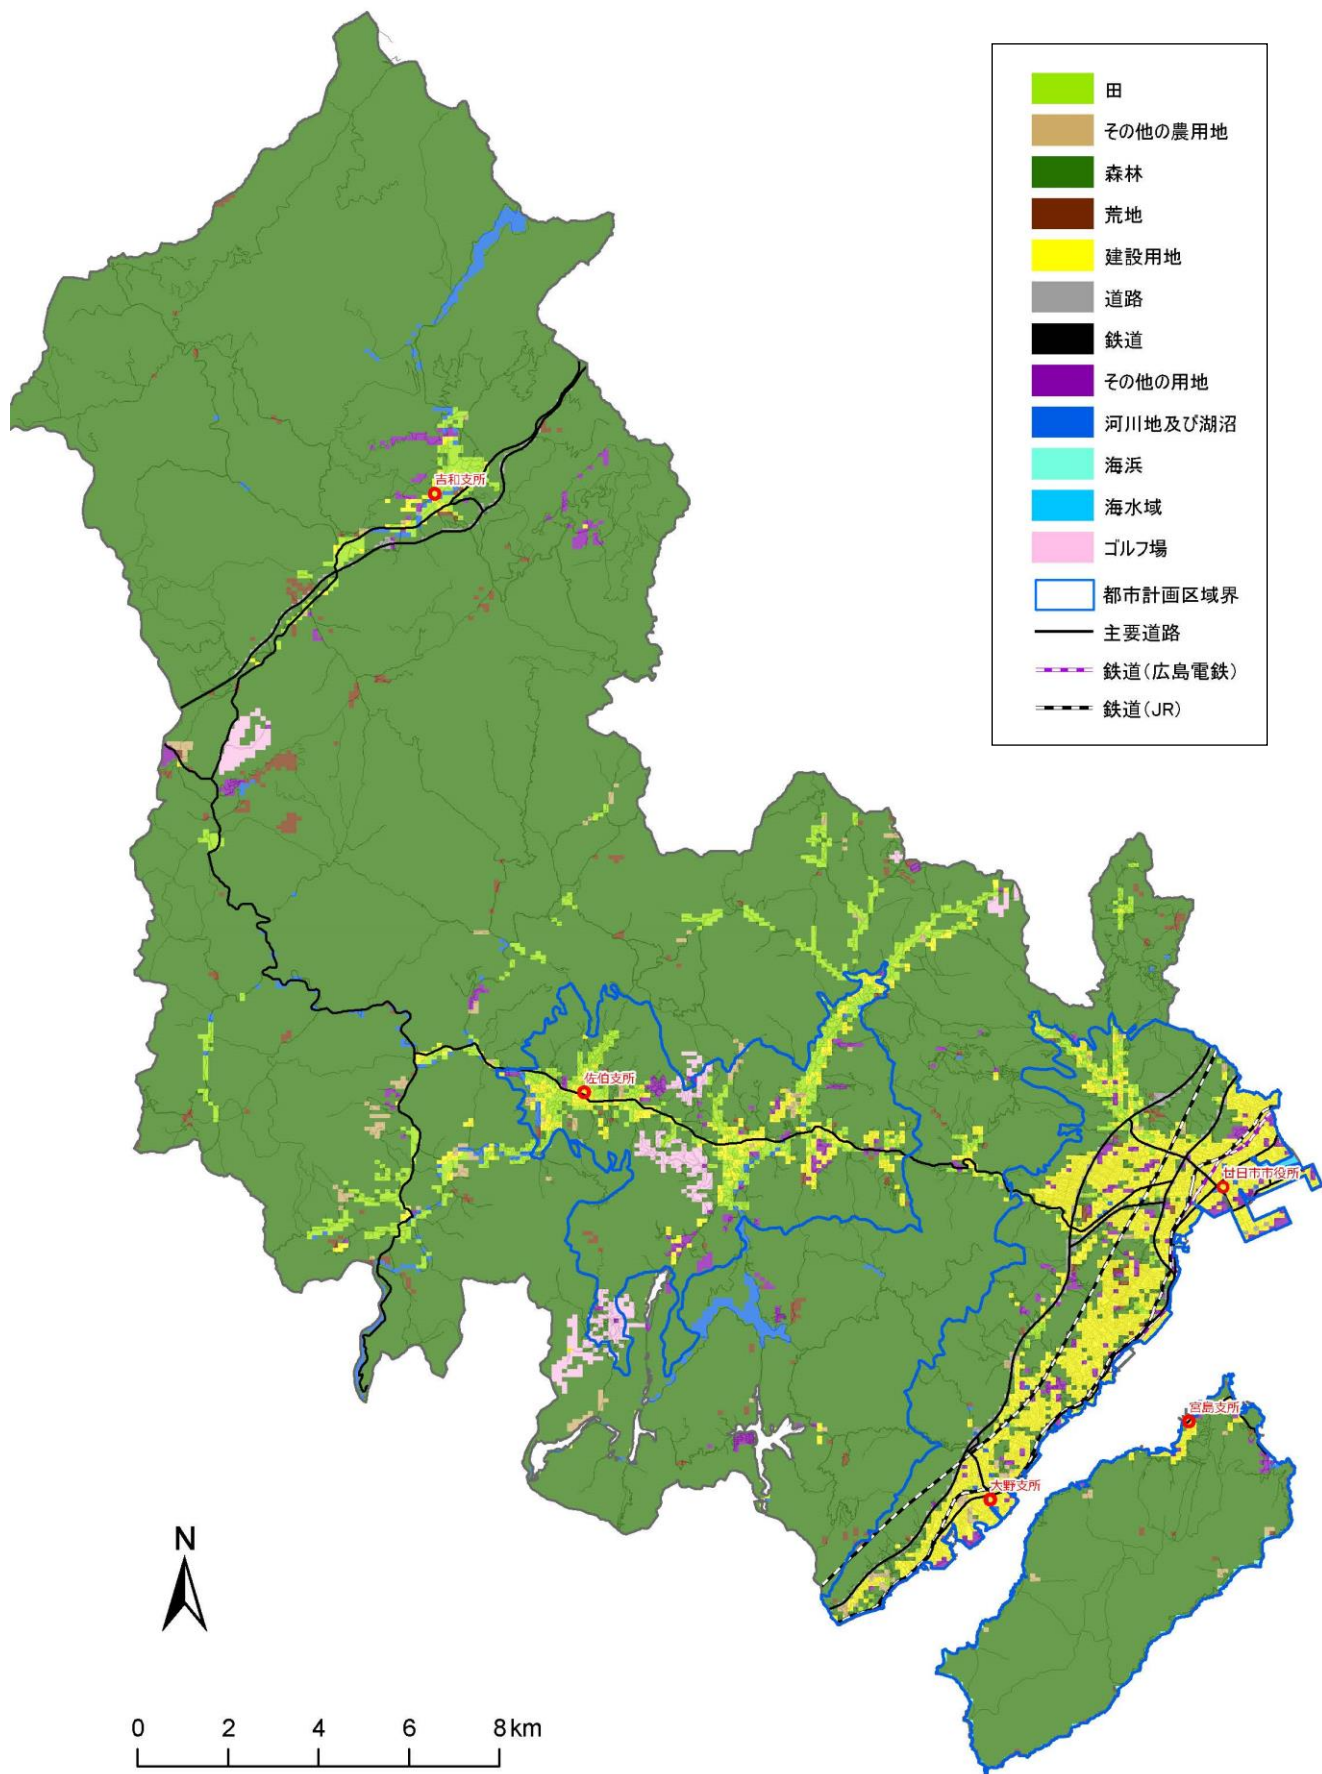 田
その他の農用地
森林
荒地
建設用地
道路
鉄道
その他の用地
河川地及び湖沼
海浜
海水域
ゴルフ場
都市計画区域界
主要道路
鉄道(広島電鉄)
鉄道(JR)
吉和支所
佐伯支所
廿日市市役所
宮島支所
大野支所
N
0 2 4 6 8km